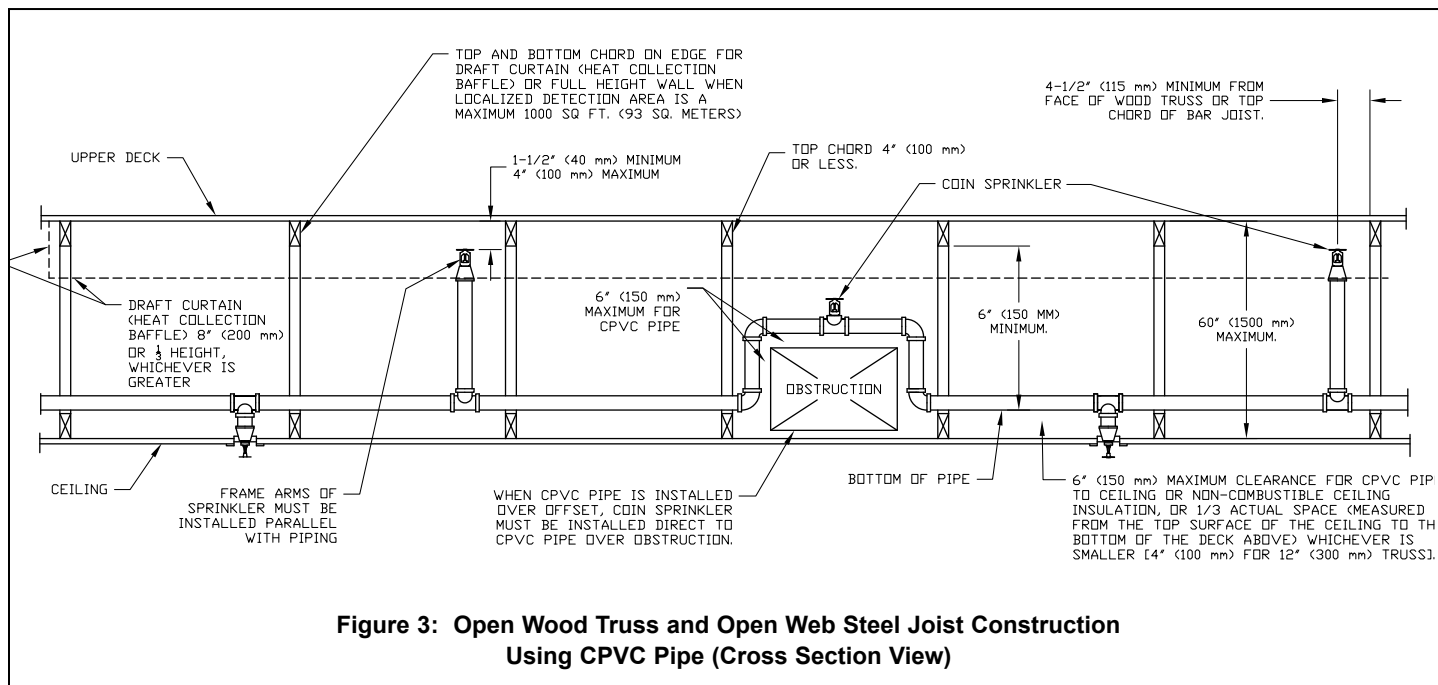 TOP AND BOTTOM CHORD ON EDGE FOR
DRAFT CURTAIN (HEAT COLLECTION
BAFFLE) OR FULL HEIGHT WALL WHEN
LOCALIZED DETECTION AREA IS A
MAXIMUM 1000 SQ FT. (93 SQ. METERS)
4-1/2" (115 mm) MINIMUM FROM
FACE OF WOOD TRUSS OR TOP
CHORD OF BAR JOIST.
UPPER DECK
1-1/2" (40 mm) MINIMUM
4" (100 mm) MAXIMUM
TOP CHORD 4" (100 mm)
OR LESS.
COIN SPRINKLER
DRAFT CURTAIN
(HEAT COLLECTION
BAFFLE) 8" (200 mm)
OR 1/3 HEIGHT,
WHICHEVER IS
GREATER
6" (150 mm)
MAXIMUM FOR
CPVC PIPE
6" (150 MM)
MINIMUM.
60" (1500 mm)
MAXIMUM.
OBSTRUCTION
CEILING
FRAME ARMS OF
SPRINKLER MUST BE
INSTALLED PARALLEL
WITH PIPING
WHEN CPVC PIPE IS INSTALLED
OVER OFFSET, COIN SPRINKLER
MUST BE INSTALLED DIRECT TO
CPVC PIPE OVER OBSTRUCTION.
BOTTOM OF PIPE
6" (150 mm) MAXIMUM CLEARANCE FOR CPVC PIP
TO CEILING OR NON-COMBUSTIBLE CEILING
INSULATION, OR 1/3 ACTUAL SPACE (MEASURED
FROM THE TOP SURFACE OF THE CEILING TO TH
BOTTOM OF THE DECK ABOVE) WHICHEVER IS
SMALLER [4" (100 mm) FOR 12" (300 mm) TRUSS].
Figure 3: Open Wood Truss and Open Web Steel Joist Construction
Using CPVC Pipe (Cross Section View)